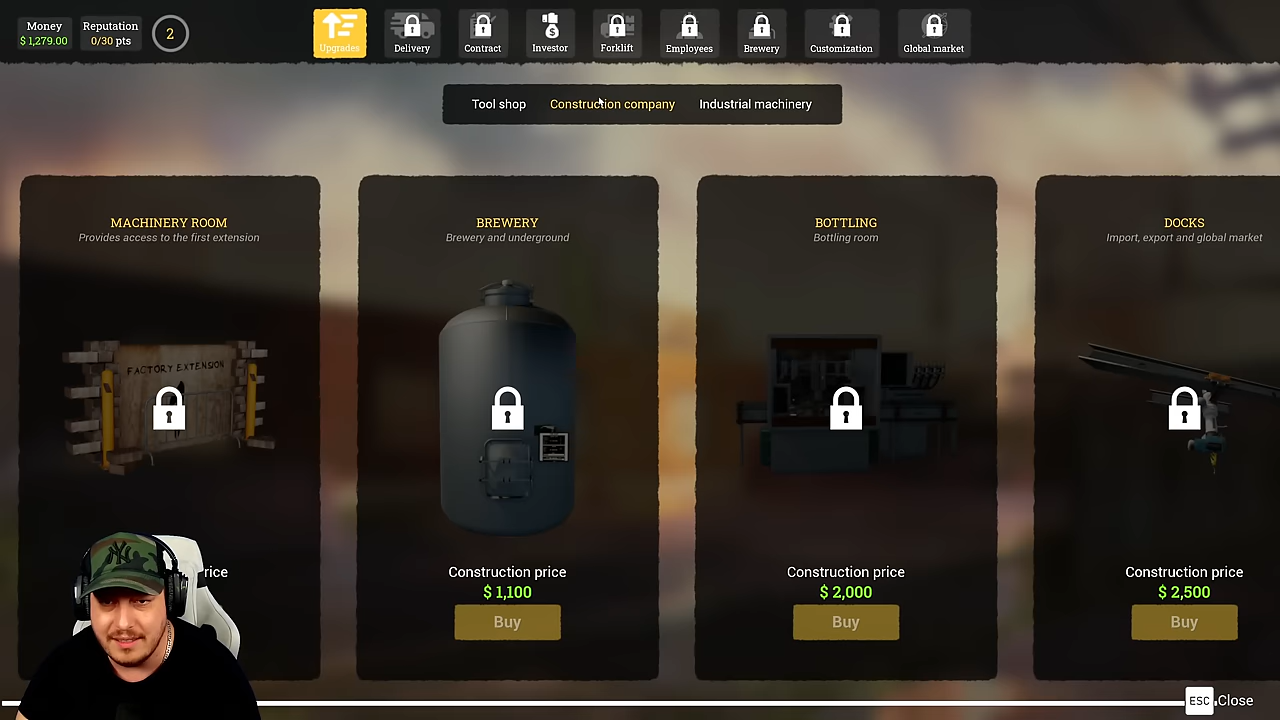 Money
$ 1,279.00
Reputation
0/30 pts
2
Upgrades
Delivery
Contract
Investor
Forklift
Employees
Brewery
Customization
Global market
Tool shop
Construction company
Industrial machinery
MACHINERY ROOM
Provides access to the first extension
FACTORY EXTENSION
rice
BREWERY
Brewery and underground
Construction price
$ 1,100
Buy
BOTTLING
Bottling room
Construction price
$ 2,000
Buy
DOCKS
Import, export and global market
Construction price
$ 2,500
Buy
ESC Close